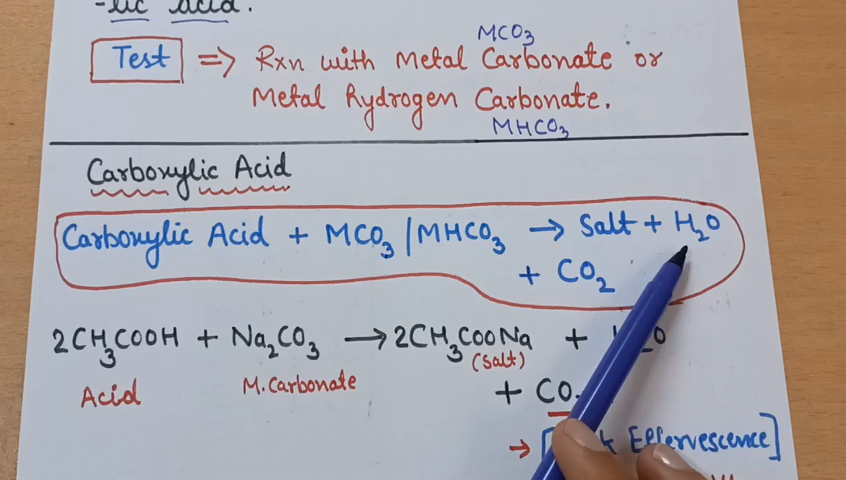 -lic acid.
MCO₃
Test ⇒ Rxn with Metal Carbonate or
Metal Hydrogen Carbonate.
MHCO₃
Carboxylic Acid
Carboxylic Acid + MCO₃/MHCO₃ → Salt + H₂O
+ CO₂
2CH₃COOH + Na₂CO₃ → 2CH₃COONa +
(Salt)
Acid M.Carbonate
+ CO
→ [ Effervescence]